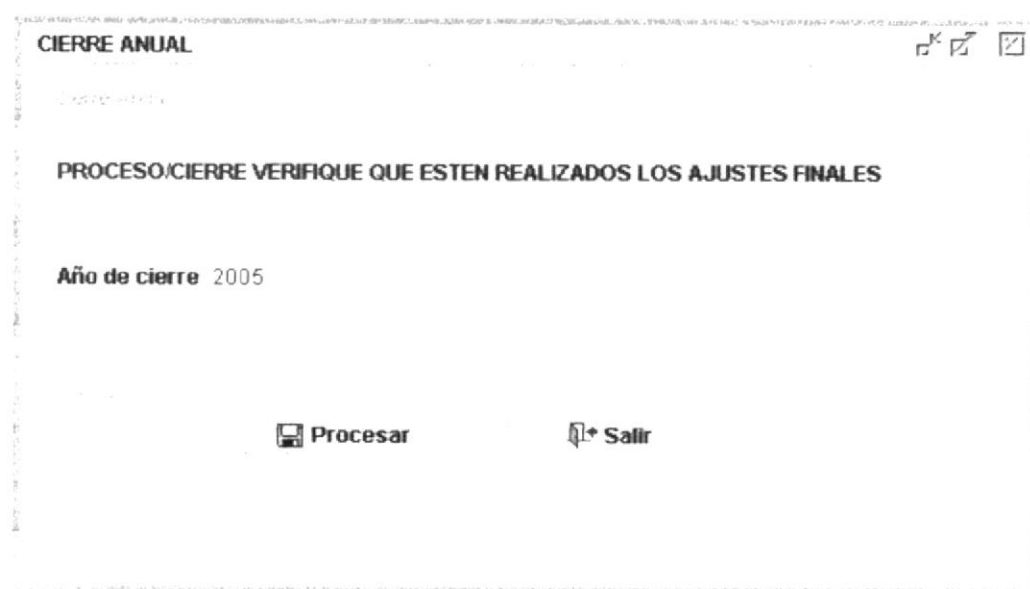 CIERRE ANUAL
PROCESO/CIERRE VERIFIQUE QUE ESTEN REALIZADOS LOS AJUSTES FINALES
Año de cierre 2005
Procesar Salir